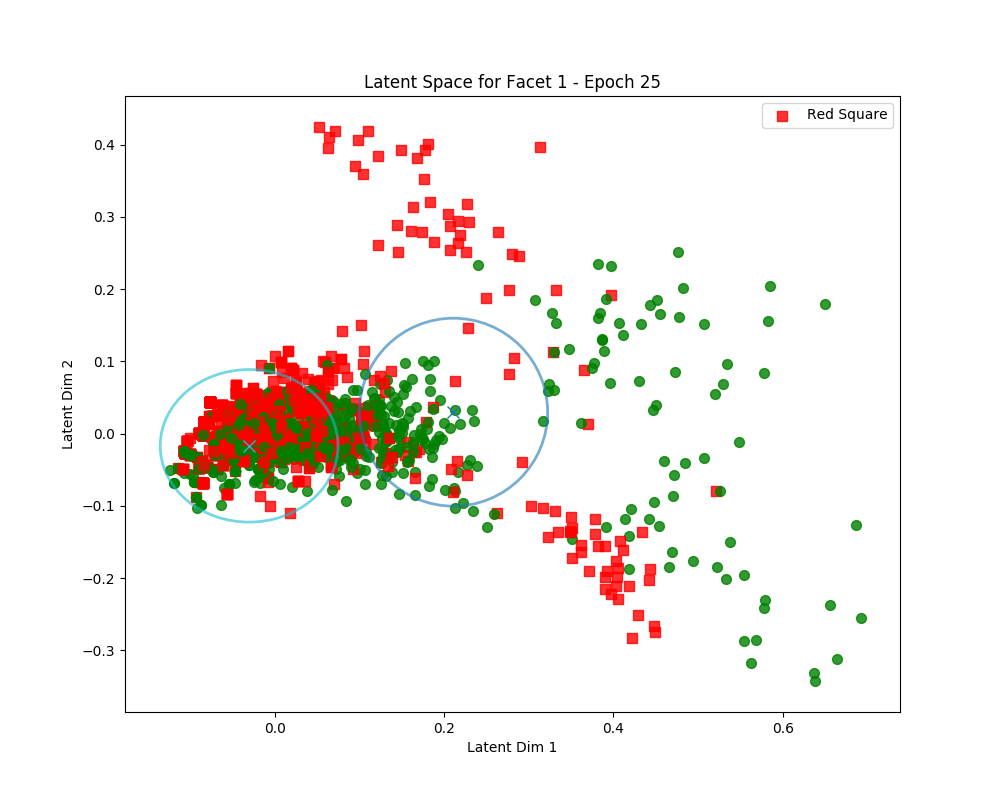 Latent Space for Facet 1 - Epoch 25
Red Square
Latent Dim 2
0.4
0.3
0.2
0.1
0.0
−0.1
−0.2
−0.3
0.0 0.2 0.4 0.6
Latent Dim 1